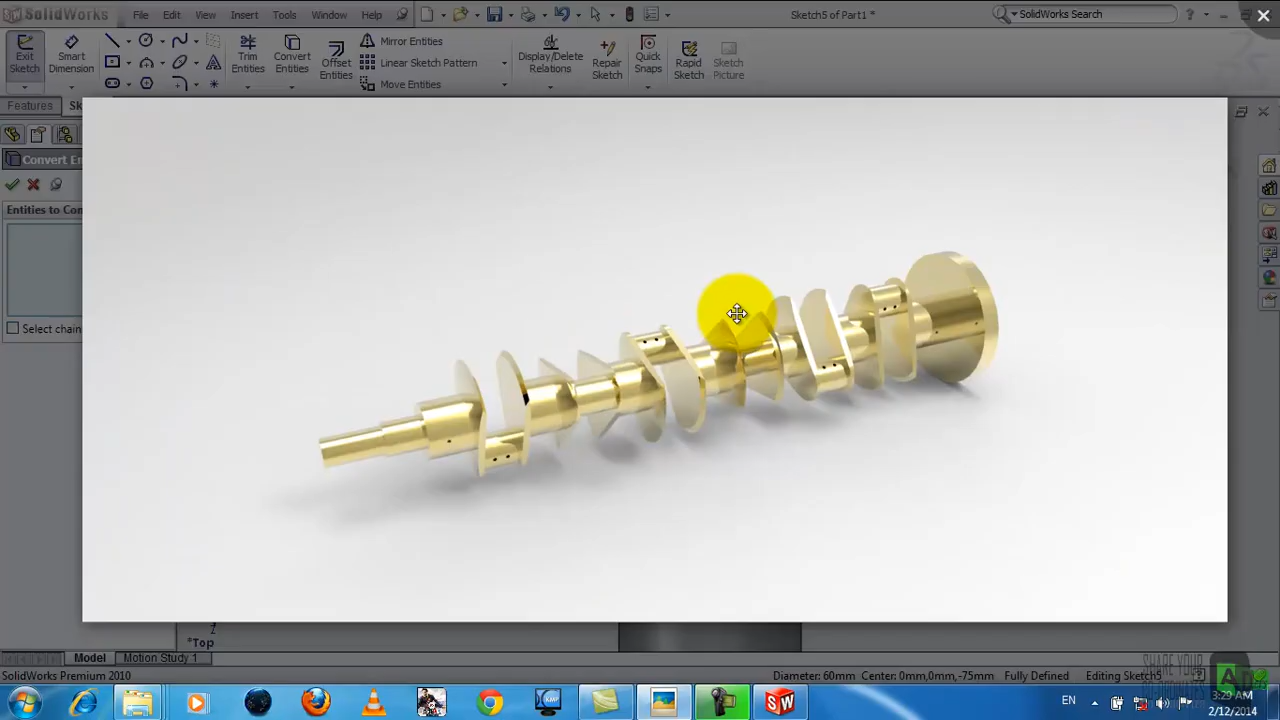 SolidWorks File Edit View Insert Tools Window Help Sketch5 of Part1 * SolidWorks Search
Exit Sketch
Smart Dimension
Trim Entities
Convert Entities
Offset Entities
Mirror Entities
Linear Sketch Pattern
Move Entities
Display/Delete Relations
Repair Sketch
Quick Snaps
Rapid Sketch
Sketch Picture
Features Sk
Convert En
Entities to Con
Select chain
*Top
Model Motion Study 1
SolidWorks Premium 2010 Diameter: 60mm Center: 0mm,0mm,-75mm Fully Defined Editing Sketch5
SHARE YOUR
EN 3:29 AM
2/12/2014